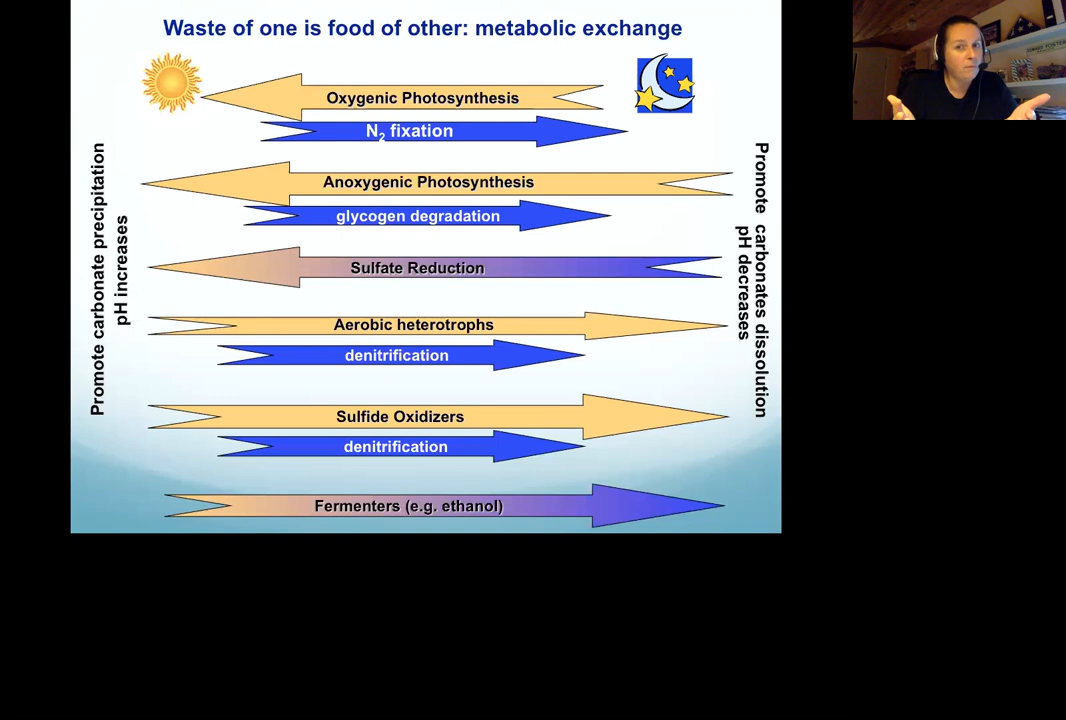 Waste of one is food of other: metabolic exchange
Oxygenic Photosynthesis
N2 fixation
Anoxygenic Photosynthesis
glycogen degradation
Sulfate Reduction
Aerobic heterotrophs
denitrification
Sulfide Oxidizers
denitrification
Fermenters (e.g. ethanol)
Promote carbonate precipitation
pH increases
Promote carbonates dissolution
pH decreases